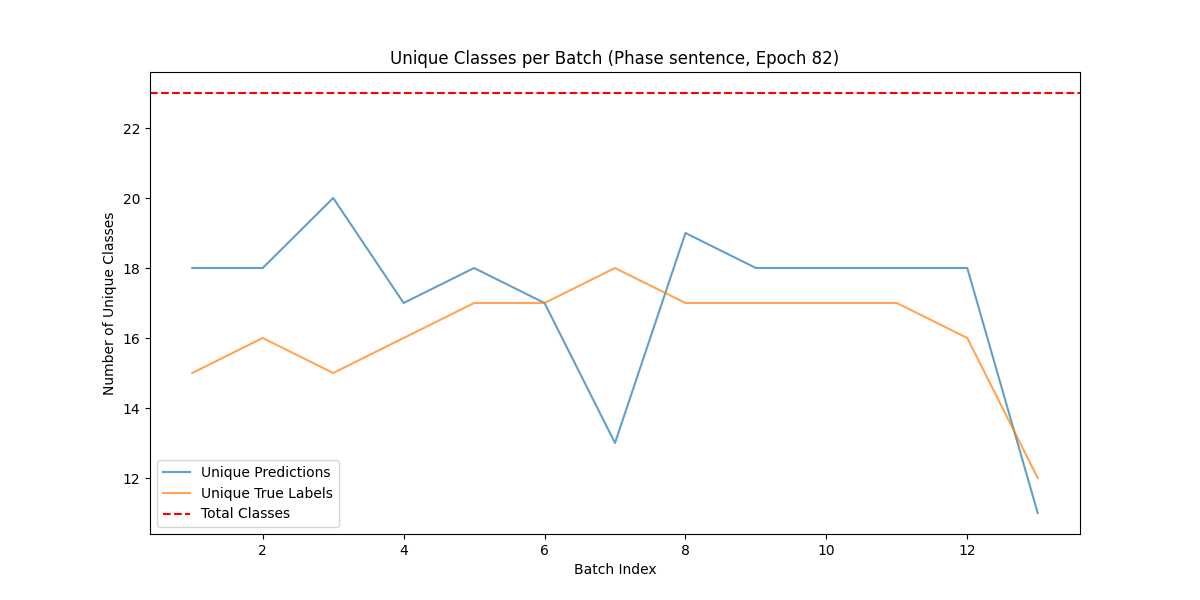 Unique Classes per Batch (Phase sentence, Epoch 82)
Number of Unique Classes
22
20
18
16
14
12
Unique Predictions
Unique True Labels
Total Classes
2
4
6
8
10
12
Batch Index